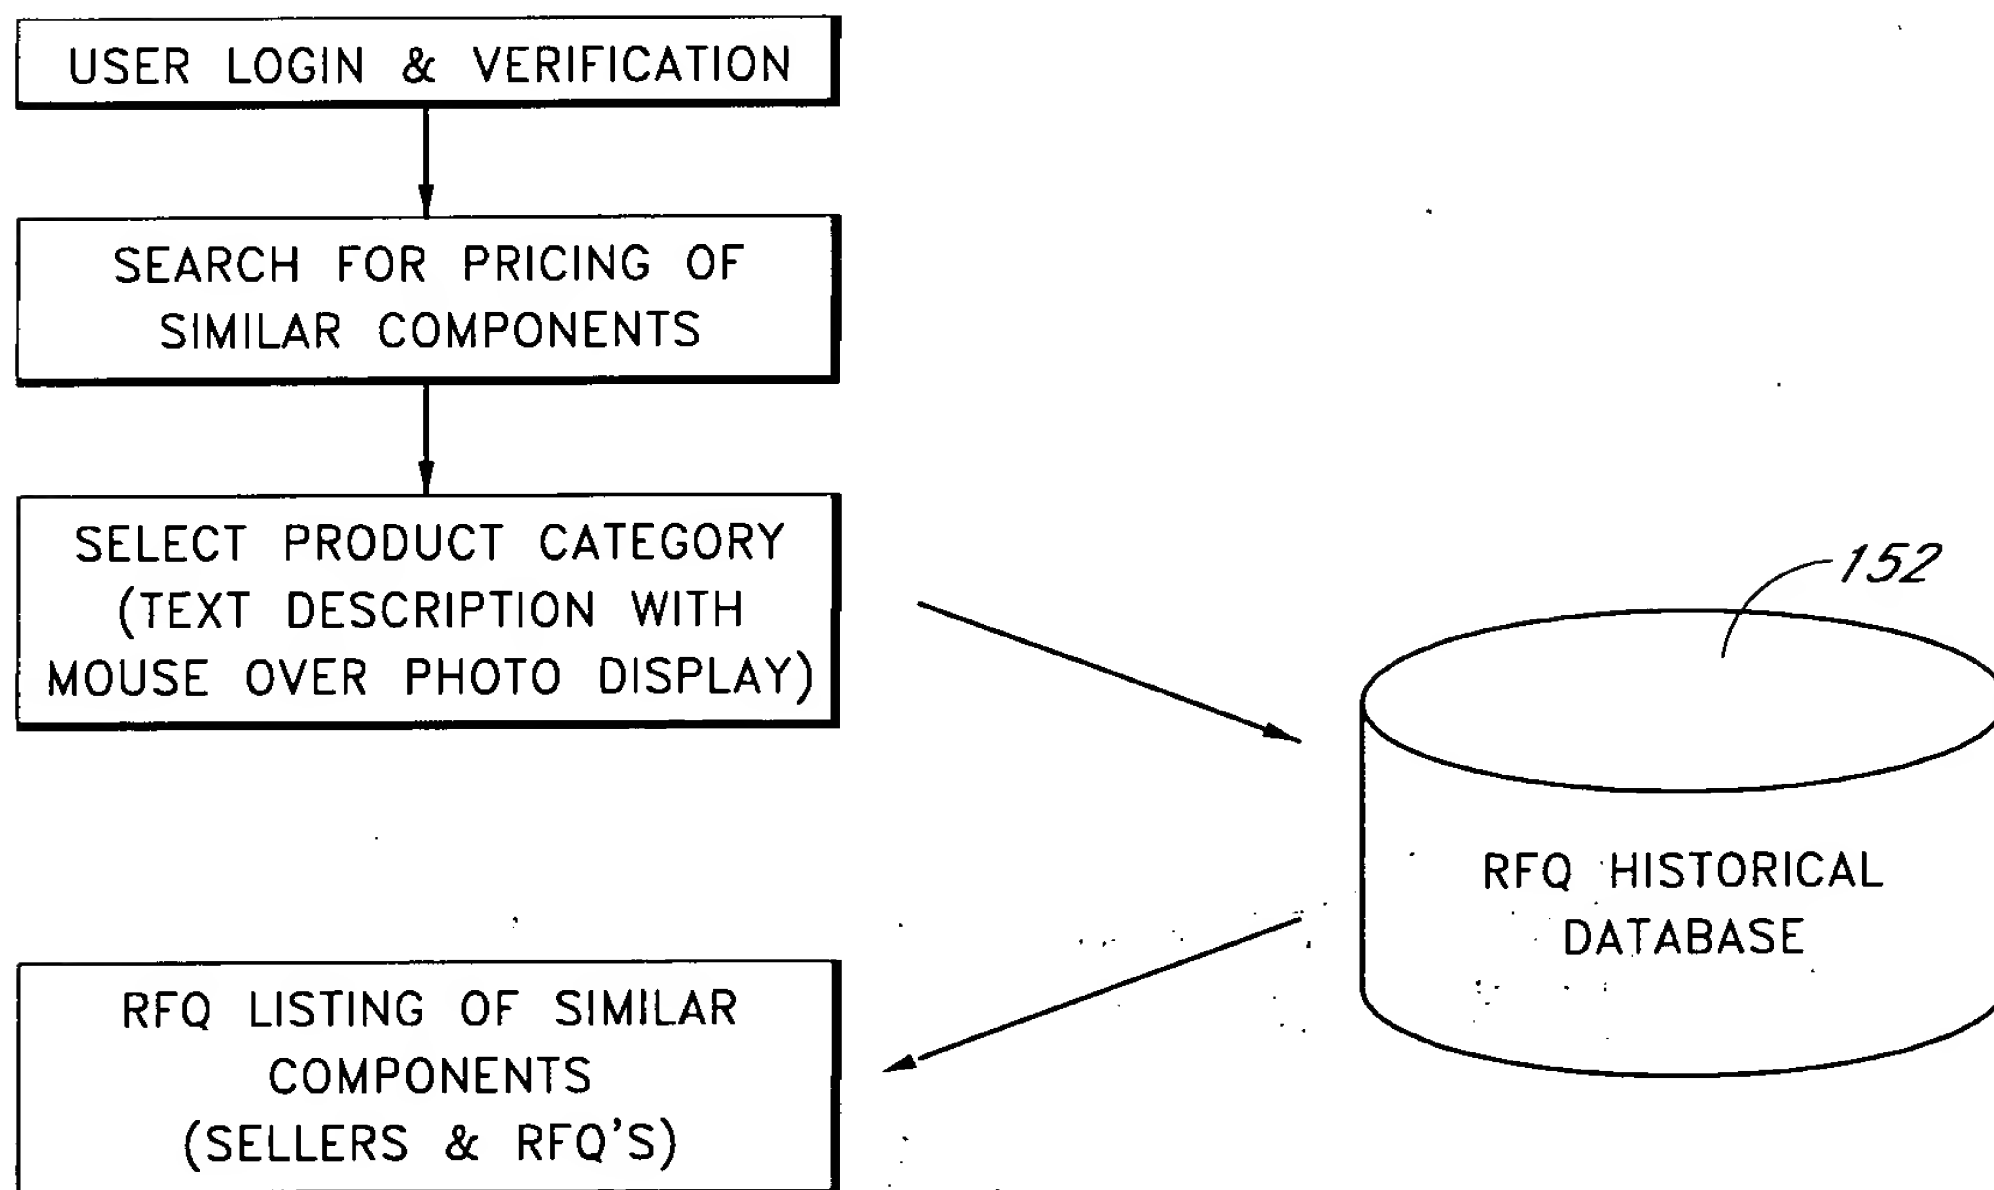 USER LOGIN & VERIFICATION
SEARCH FOR PRICING OF
SIMILAR COMPONENTS
SELECT PRODUCT CATEGORY
(TEXT DESCRIPTION WITH
MOUSE OVER PHOTO DISPLAY)
152
RFQ HISTORICAL
DATABASE
RFQ LISTING OF SIMILAR
COMPONENTS
(SELLERS & RFQ'S)